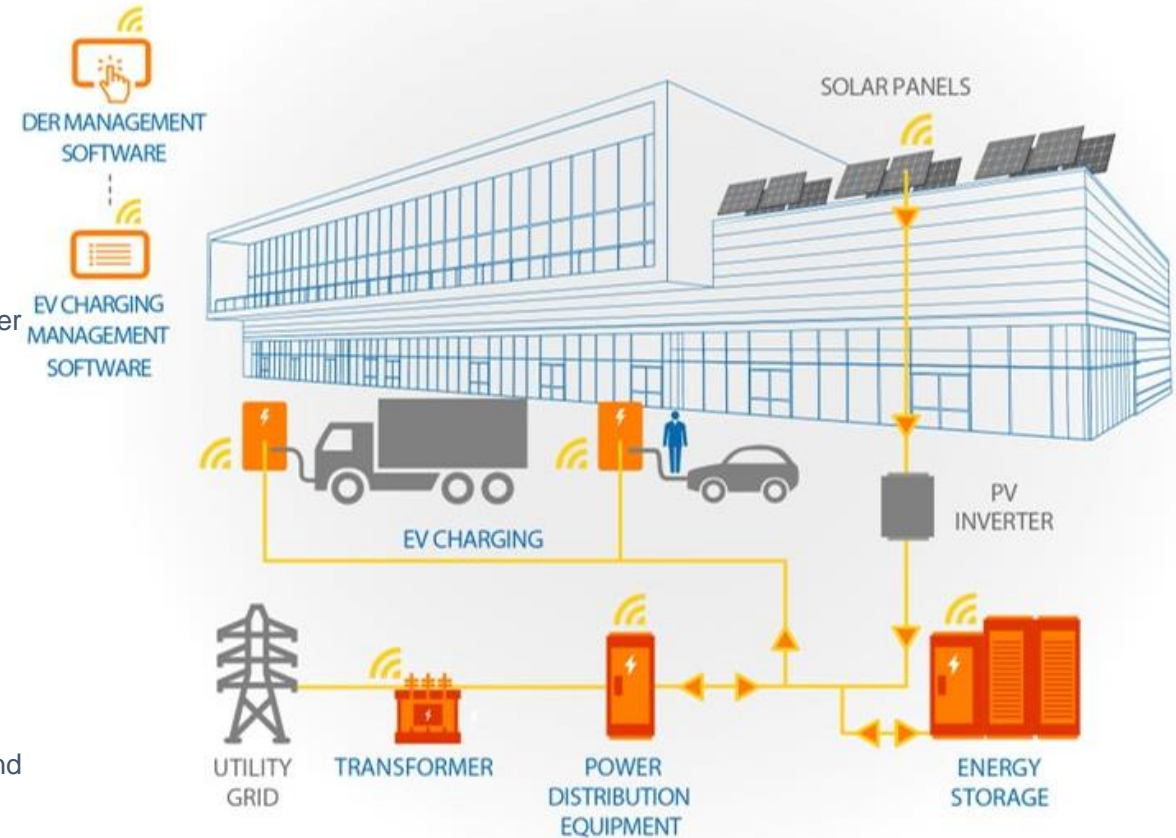 DER MANAGEMENT
SOFTWARE
SOLAR PANELS
er
EV CHARGING
MANAGEMENT
SOFTWARE
PV
INVERTER
EV CHARGING
nd
UTILITY
GRID
TRANSFORMER
POWER
DISTRIBUTION
EQUIPMENT
ENERGY
STORAGE